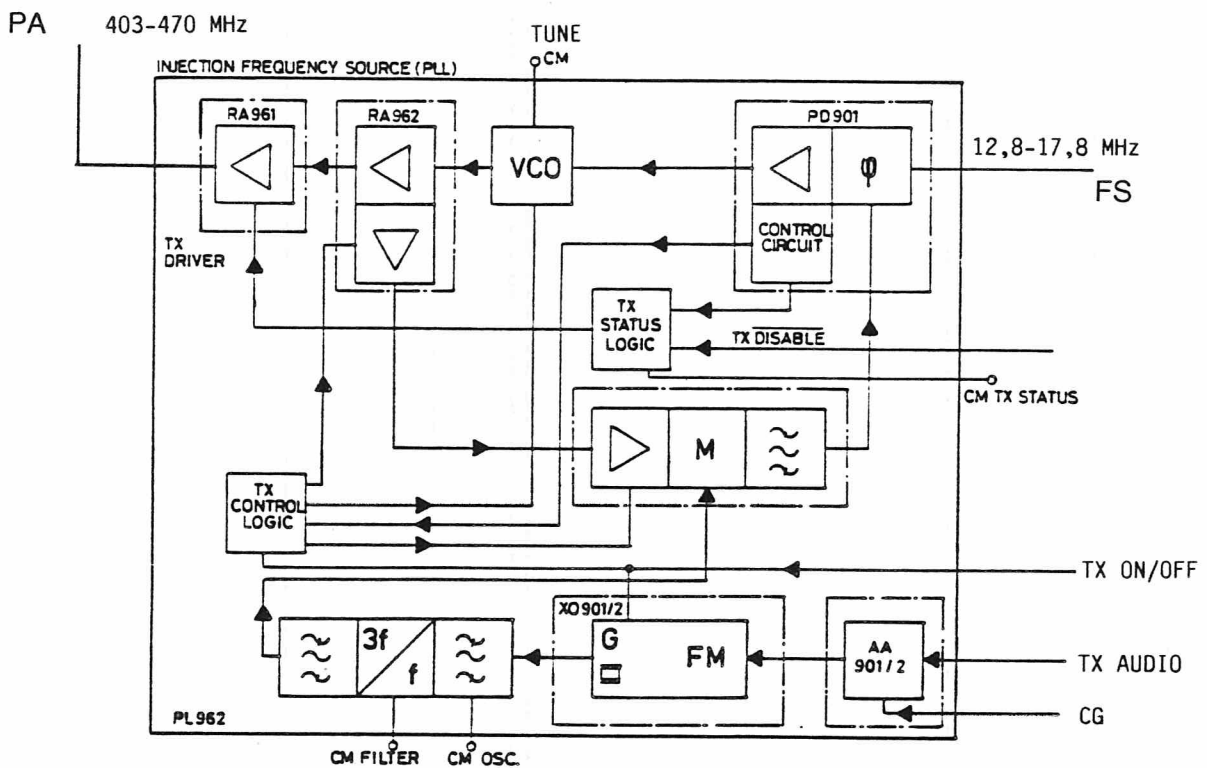 PA 403-470 MHz
TUNE
CM
INJECTION FREQUENCY SOURCE (PLL)
RA961
RA962
VCO
PD901
φ
12,8-17,8 MHz
FS
CONTROL
CIRCUIT
TX
DRIVER
TX
STATUS
LOGIC
TX DISABLE
CM TX STATUS
M
TX
CONTROL
LOGIC
TX ON/OFF
XO901/2
3f
f
G
FM
AA
901/2
TX AUDIO
CG
PL962
CM FILTER
CM OSC.